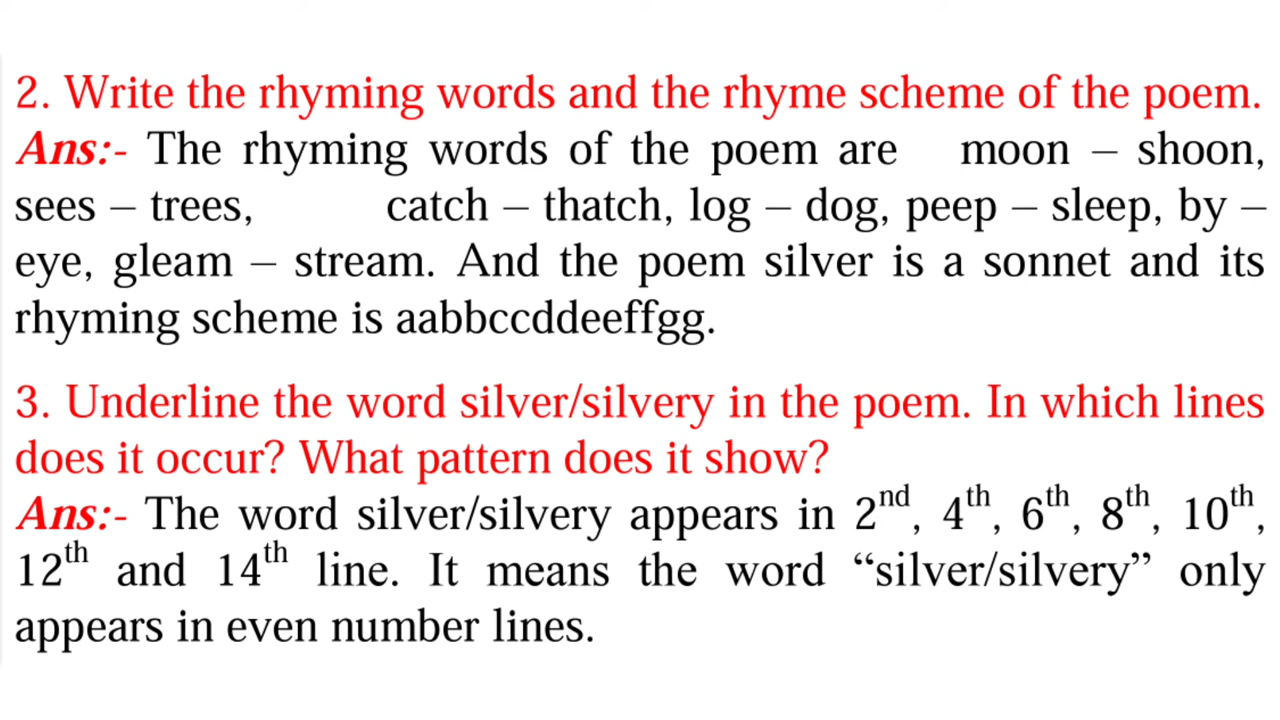 2. Write the rhyming words and the rhyme scheme of the poem.
Ans:- The rhyming words of the poem are moon – shoon,
sees – trees, catch – thatch, log – dog, peep – sleep, by –
eye, gleam – stream. And the poem silver is a sonnet and its
rhyming scheme is aabbccddeeffgg.
3. Underline the word silver/silvery in the poem. In which lines
does it occur? What pattern does it show?
Ans:- The word silver/silvery appears in 2nd, 4th, 6th, 8th, 10th,
12th and 14th line. It means the word “silver/silvery” only
appears in even number lines.